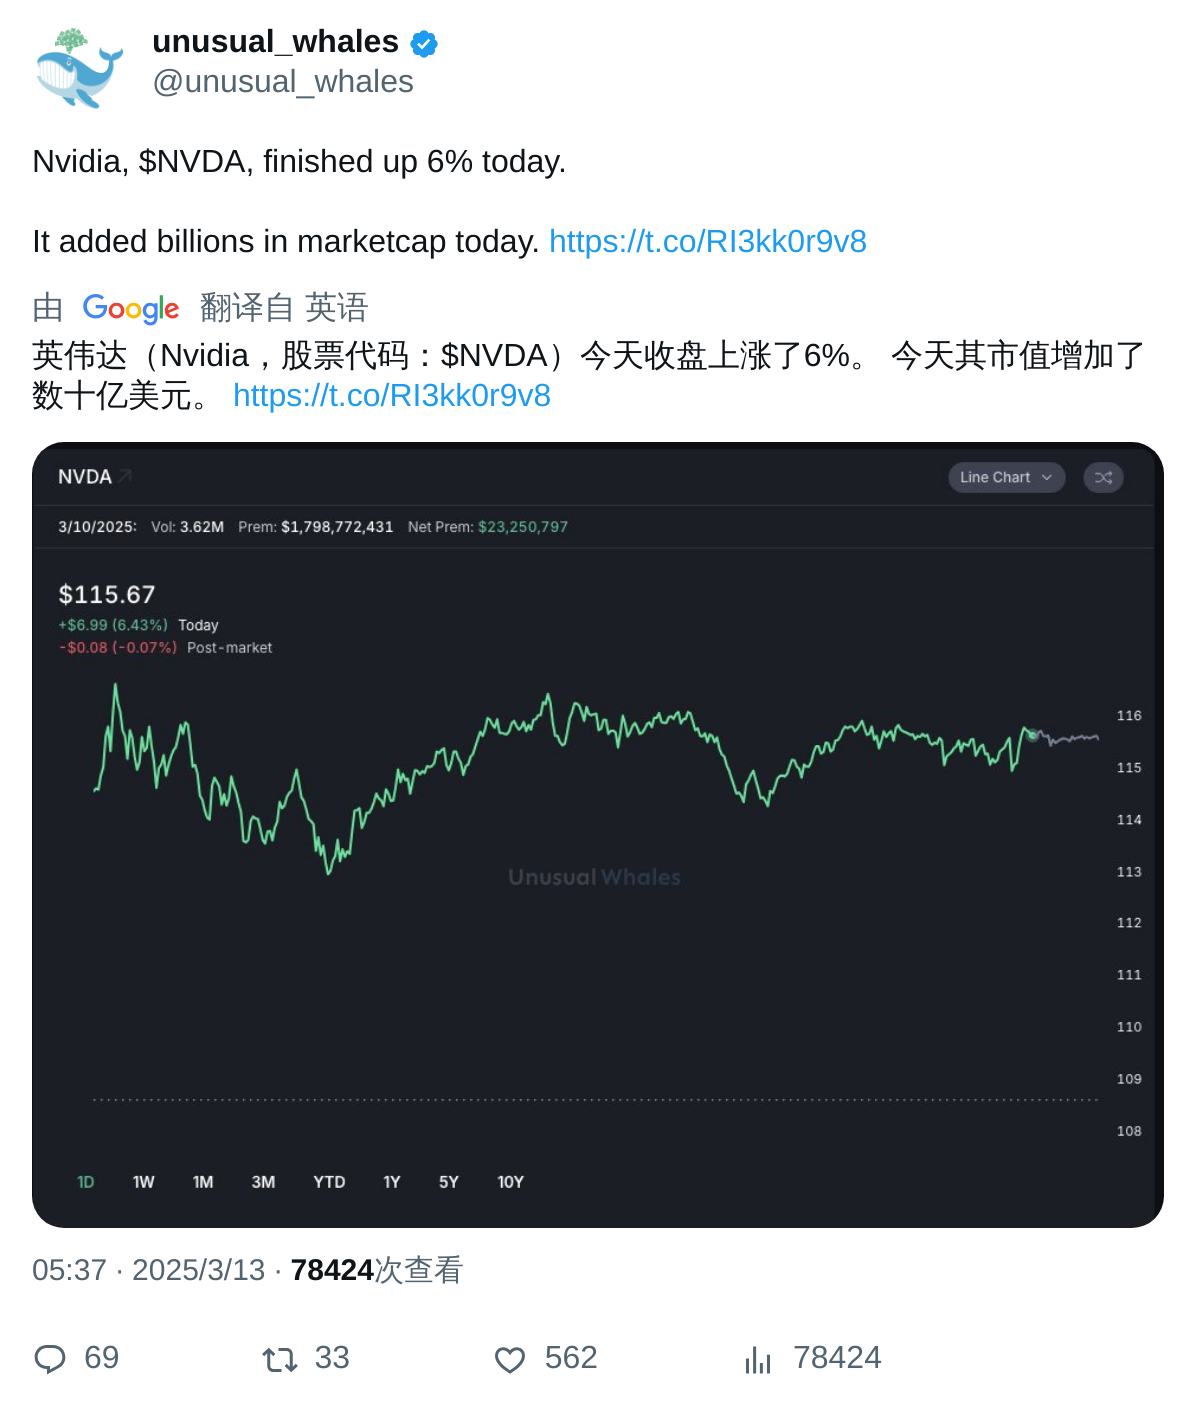 unusual_whales
@unusual_whales
Nvidia, $NVDA, finished up 6% today.
It added billions in marketcap today. https://t.co/RI3kk0r9v8
由 Google 翻译自 英语
英伟达（Nvidia，股票代码：$NVDA）今天收盘上涨了6%。 今天其市值增加了
数十亿美元。 https://t.co/RI3kk0r9v8
NVDA
Line Chart
3/10/2025: Vol: 3.62M Prem: $1,798,772,431 Net Prem: $23,250,797
$115.67
+$6.99 (6.43%) Today
-$0.08 (-0.07%) Post-market
116
115
114
113
Unusual Whales
112
111
110
109
108
1D 1W 1M 3M YTD 1Y 5Y 10Y
05:37 · 2025/3/13 · 78424次查看
69 33 562 78424